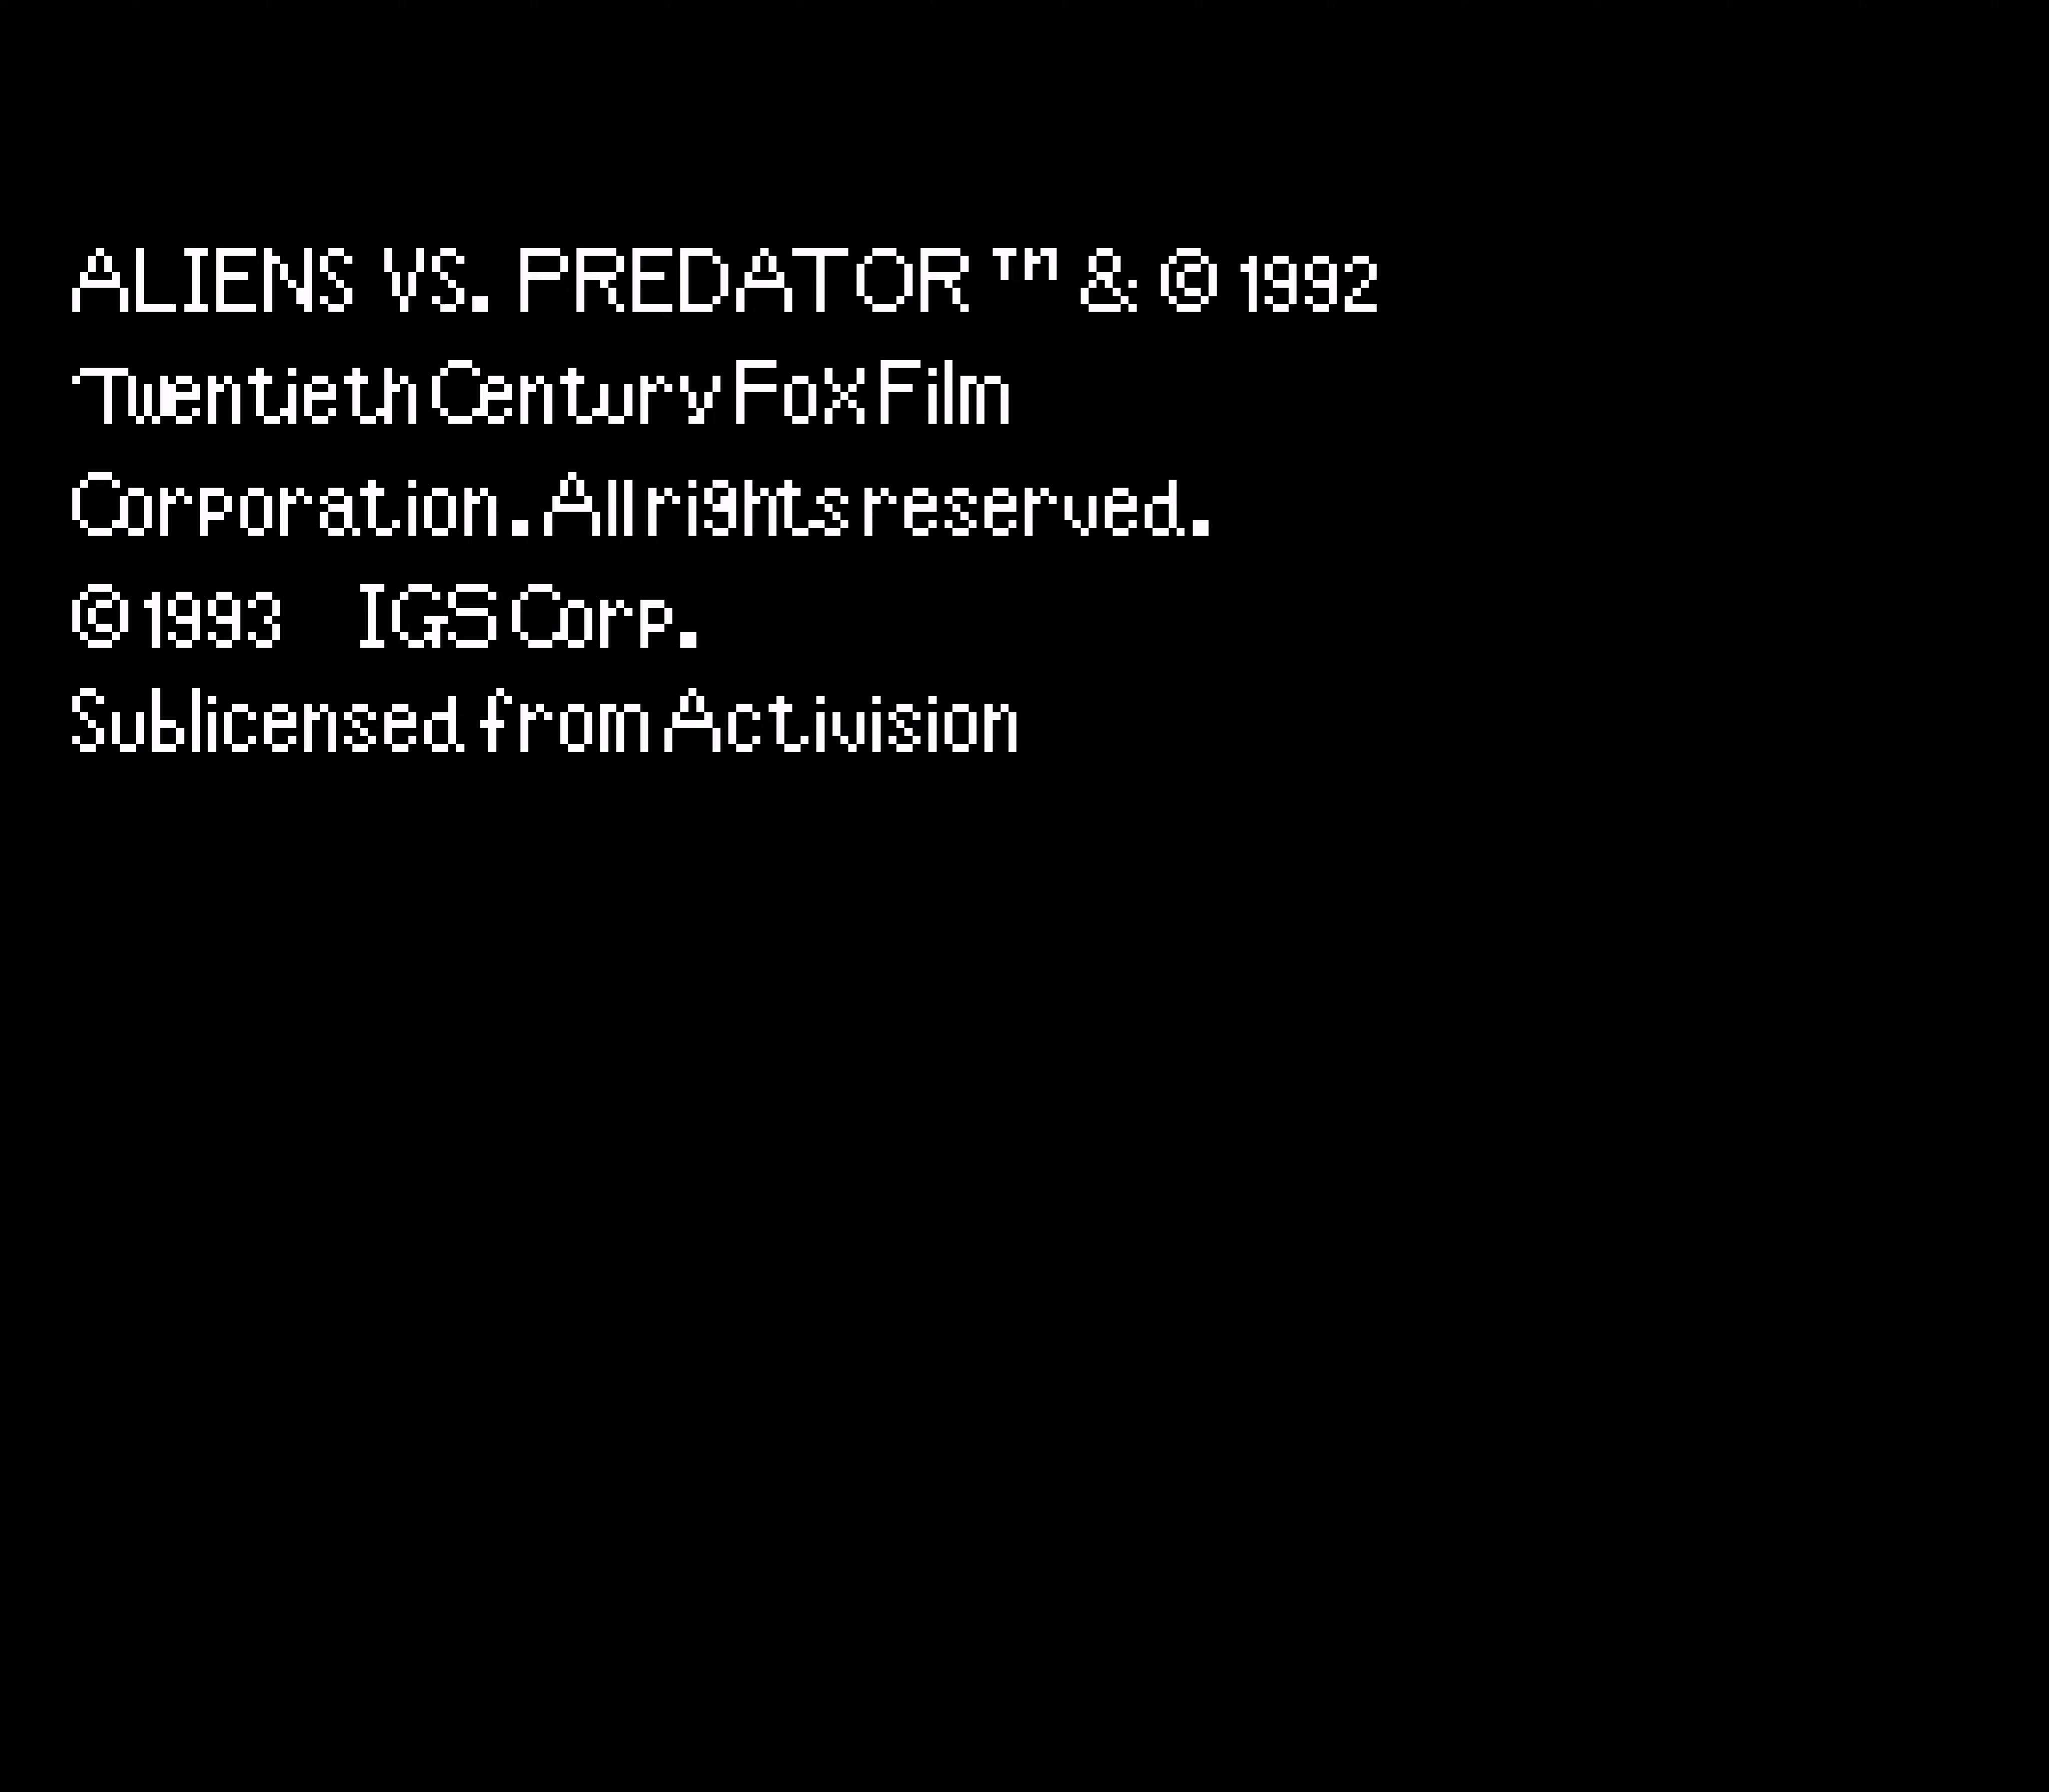 ALIENS VS. PREDATOR ™ & © 1992
Twentieth Century Fox Film
Corporation. All rights reserved.
© 1993 IGS Corp.
Sublicensed from Activision